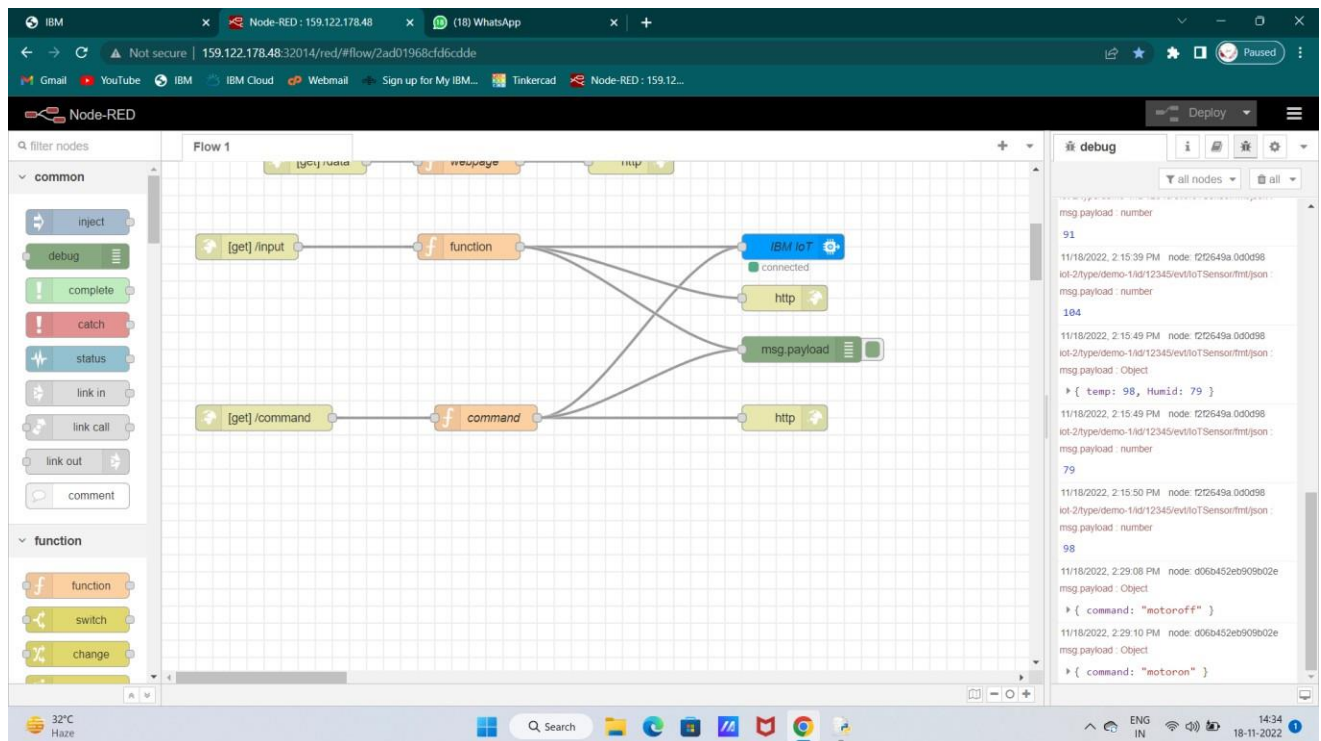 IBM
Node-RED : 159.122.178.48
(18) WhatsApp
Not secure | 159.122.178.48:32014/red/#flow/2ad01968cfd6cdde
Paused
Gmail YouTube IBM IBM Cloud Webmail Sign up for My IBM... Tinkercad Node-RED : 159.12...
Node-RED
Deploy
filter nodes
common
inject
debug
complete
catch
status
link in
link call
link out
comment
function
function
switch
change
Flow 1
[get] /data webpage http
[get] /input function IBM IoT
connected
http
msg.payload
[get] /command command http
debug
all nodes all
msg.payload : number
91
11/18/2022, 2:15:39 PM node: f2f2649a.0d0d98
iot-2/type/demo-1/id/12345/evt/IoTSensor/fmt/json :
msg.payload : number
104
11/18/2022, 2:15:49 PM node: f2f2649a.0d0d98
iot-2/type/demo-1/id/12345/evt/IoTSensor/fmt/json :
msg.payload : Object
{ temp: 98, Humid: 79 }
11/18/2022, 2:15:49 PM node: f2f2649a.0d0d98
iot-2/type/demo-1/id/12345/evt/IoTSensor/fmt/json :
msg.payload : number
79
11/18/2022, 2:15:50 PM node: f2f2649a.0d0d98
iot-2/type/demo-1/id/12345/evt/IoTSensor/fmt/json :
msg.payload : number
98
11/18/2022, 2:29:08 PM node: d06b452eb909b02e
msg.payload : Object
{ command: "motoroff" }
11/18/2022, 2:29:10 PM node: d06b452eb909b02e
msg.payload : Object
{ command: "motoron" }
32°C
Haze
Search
ENG
IN
14:34
18-11-2022
1